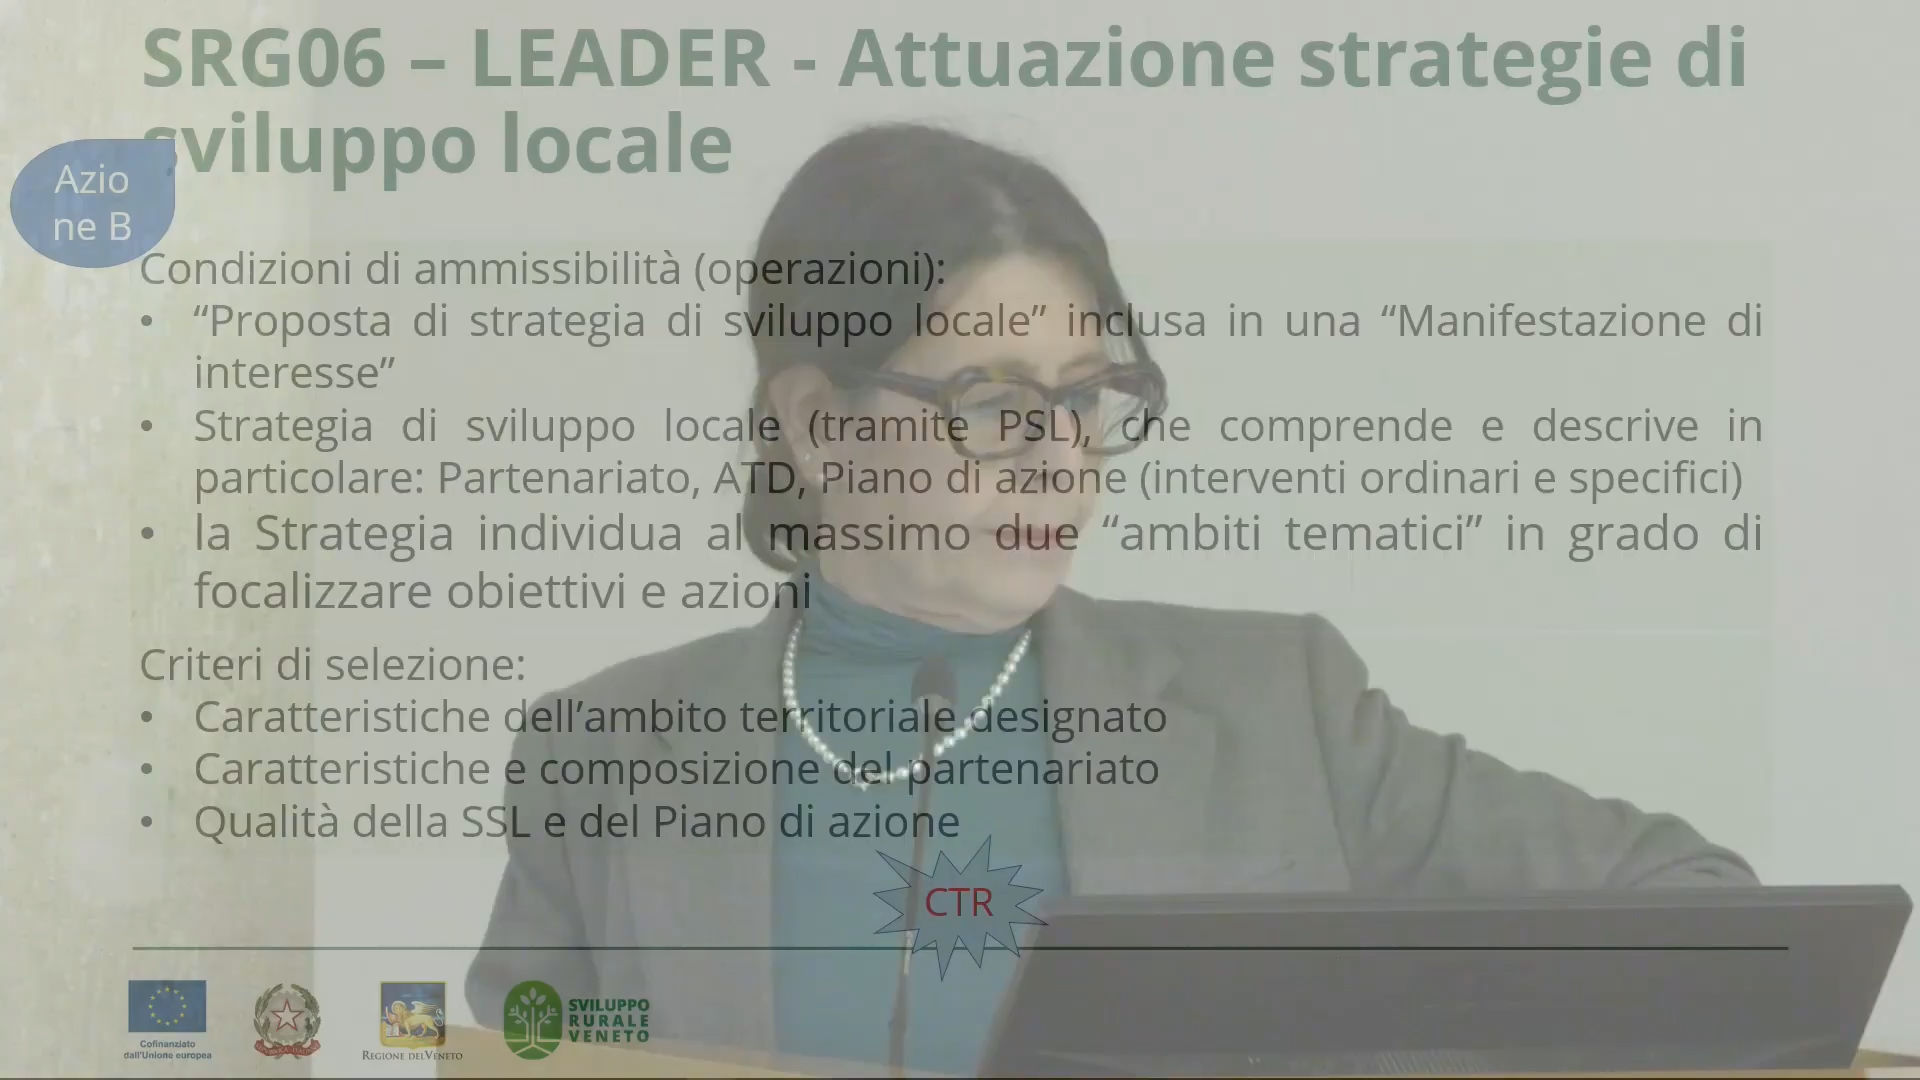 SRG06 – LEADER - Attuazione strategie di
sviluppo locale
Azio
ne B
Condizioni di ammissibilità (operazioni):
• “Proposta di strategia di sviluppo locale” inclusa in una “Manifestazione di
interesse”
• Strategia di sviluppo locale (tramite PSL), che comprende e descrive in
particolare: Partenariato, ATD, Piano di azione (interventi ordinari e specifici)
• la Strategia individua al massimo due “ambiti tematici” in grado di
focalizzare obiettivi e azioni
Criteri di selezione:
• Caratteristiche dell’ambito territoriale designato
• Caratteristiche e composizione del partenariato
• Qualità della SSL e del Piano di azione
CTR
Cofinanziato
dall'Unione europea
REGIONE DEL VENETO
SVILUPPO
RURALE
VENETO